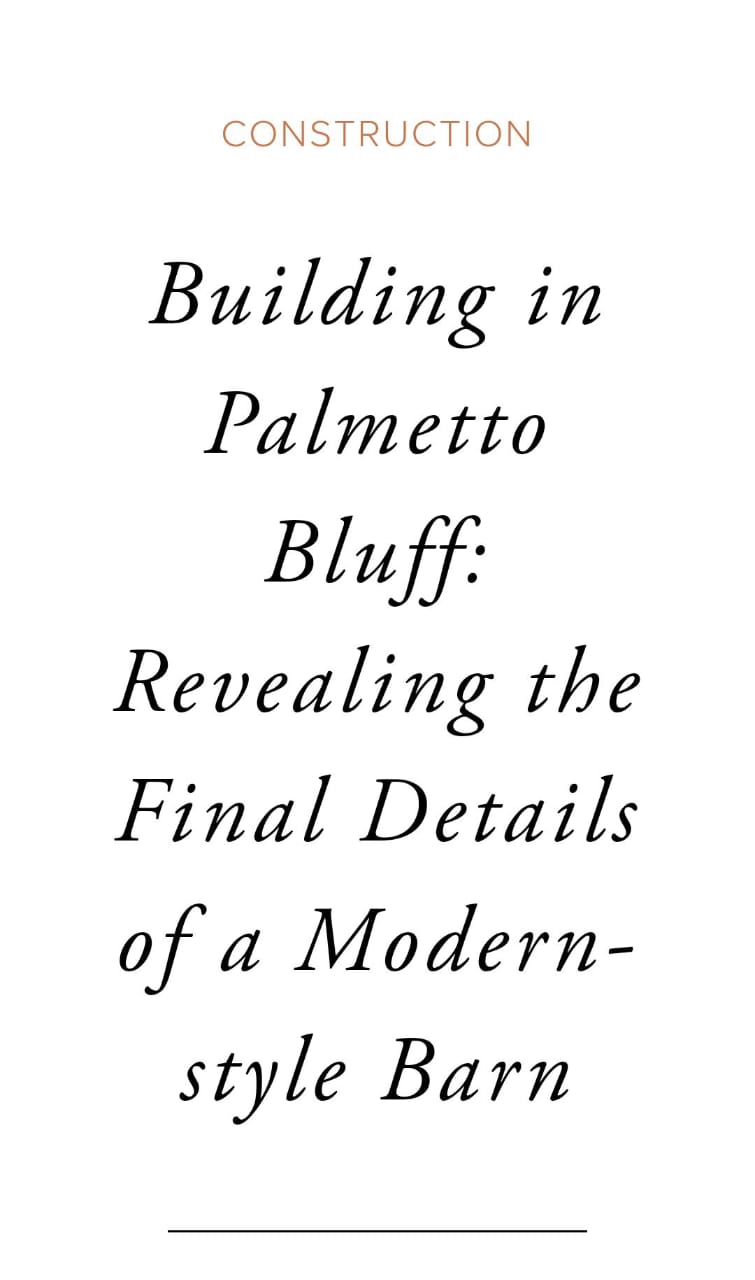 CONSTRUCTION
Building in
Palmetto
Bluff:
Revealing the
Final Details
of a Modern-
style Barn